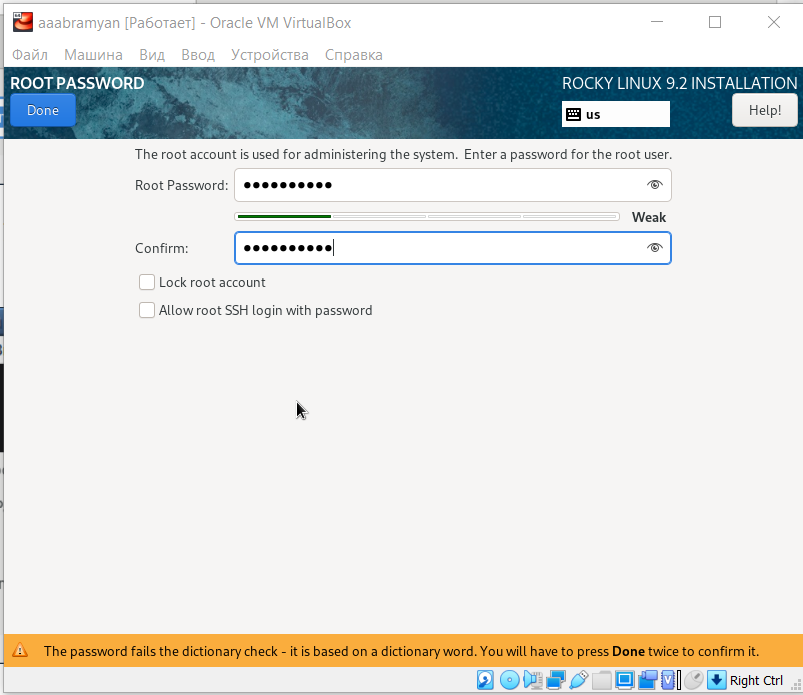 aaabramyan [Работает] - Oracle VM VirtualBox
Файл Машина Вид Ввод Устройства Справка
ROOT PASSWORD
ROCKY LINUX 9.2 INSTALLATION
Done
us
Help!
The root account is used for administering the system. Enter a password for the root user.
Root Password: ●●●●●●●●●●
Weak
Confirm: ●●●●●●●●●●
Lock root account
Allow root SSH login with password
The password fails the dictionary check - it is based on a dictionary word. You will have to press Done twice to confirm it.
Right Ctrl